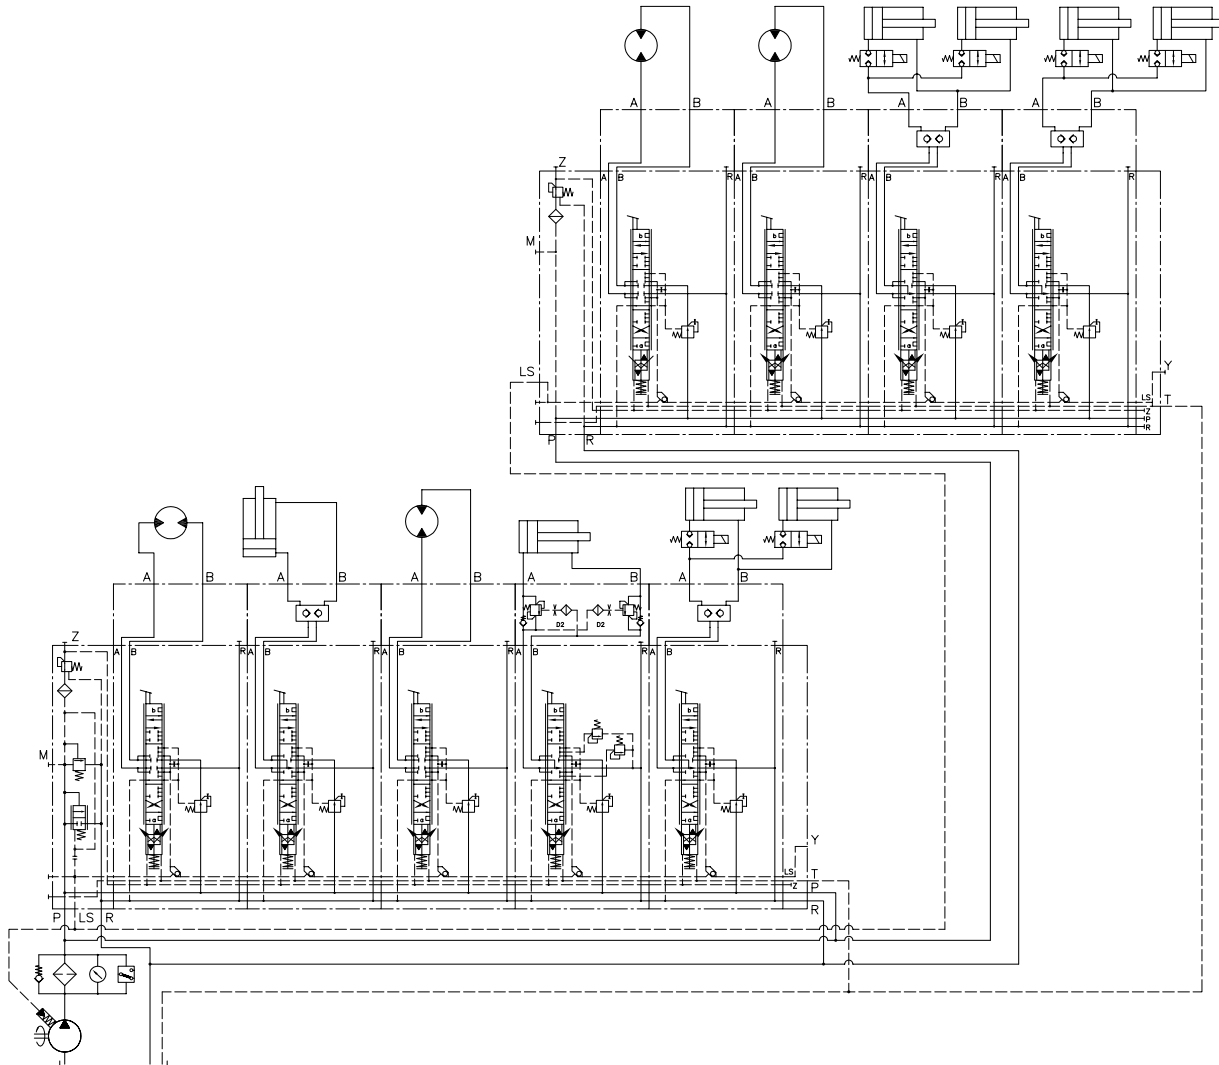 A B A B A B A B
Z
A B R A B R A B R A B R
M
b b b b
a a a a
LS Y
LS T
Z
P
R
P R
A B A B A B A B A B
D2 D2
Z
A B R A B R A B R A B R A B R
b b b b b
M
a a a a a
Y
LS T
Z P
P LS R R